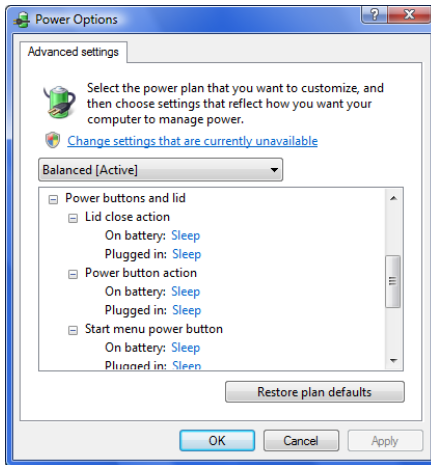 Power Options
Advanced settings
Select the power plan that you want to customize, and
then choose settings that reflect how you want your
computer to manage power.
Change settings that are currently unavailable
Balanced [Active]
Power buttons and lid
Lid close action
On battery: Sleep
Plugged in: Sleep
Power button action
On battery: Sleep
Plugged in: Sleep
Start menu power button
On battery: Sleep
Plugged in: Sleep
Restore plan defaults
OK
Cancel
Apply